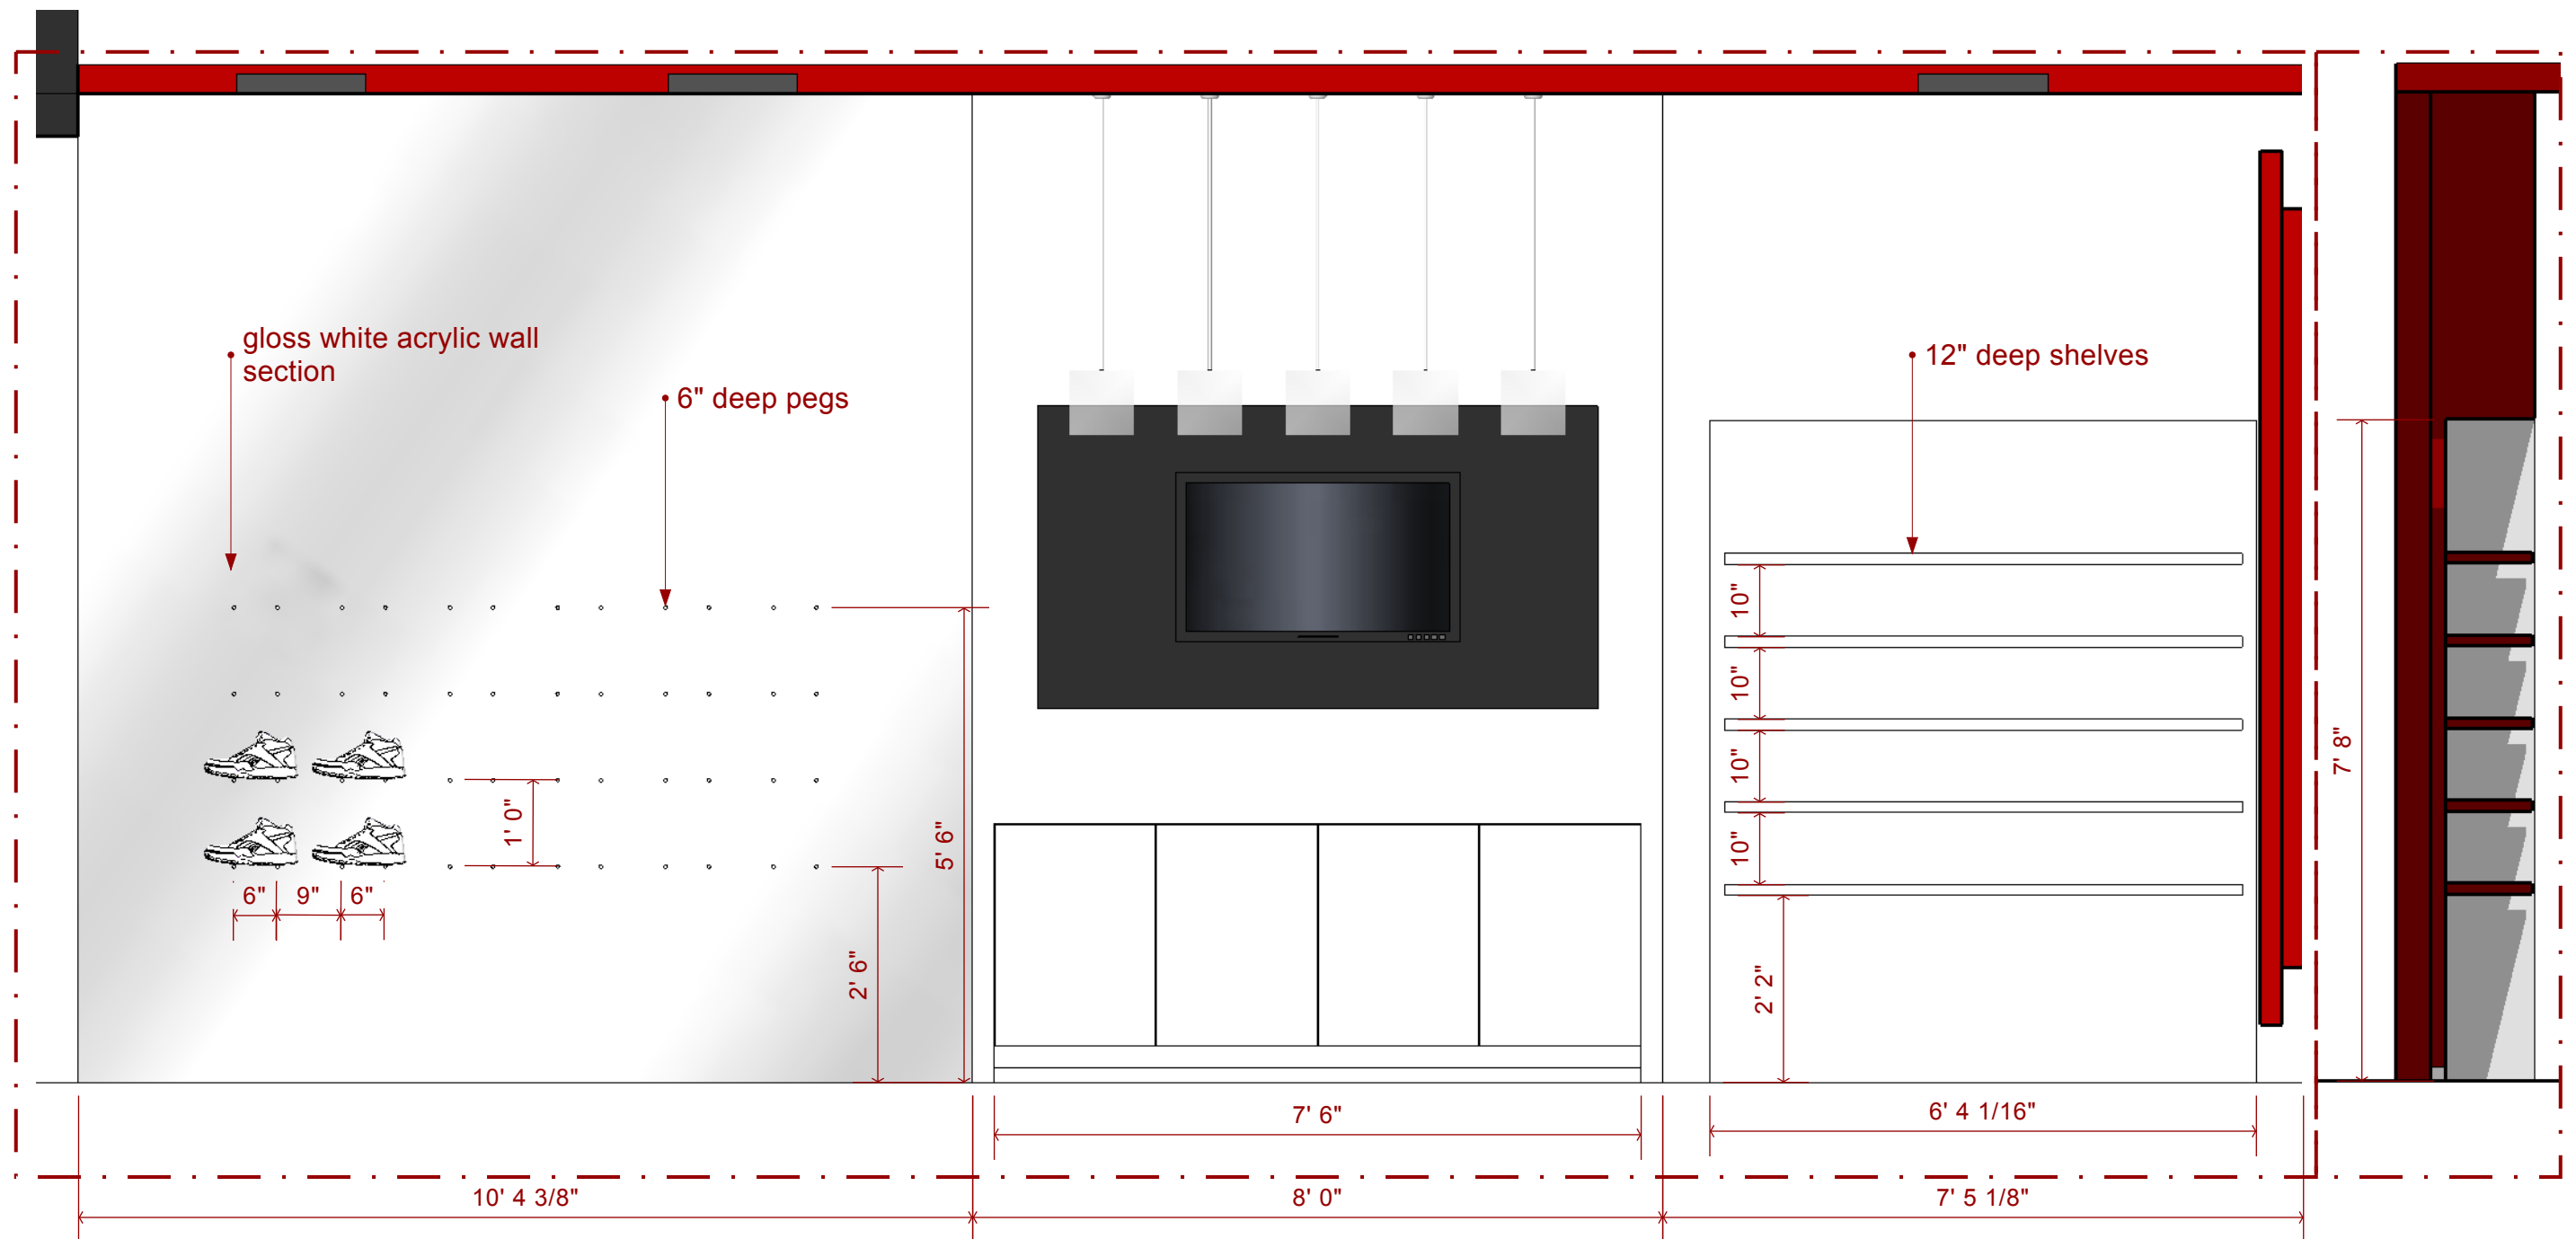 gloss white acrylic wall
section
6" deep pegs
12" deep shelves
10"
10"
10"
10"
7' 8"
1' 0"
5' 6"
6"
9"
6"
2' 6"
2' 2"
7' 6"
6' 4 1/16"
10' 4 3/8"
8' 0"
7' 5 1/8"